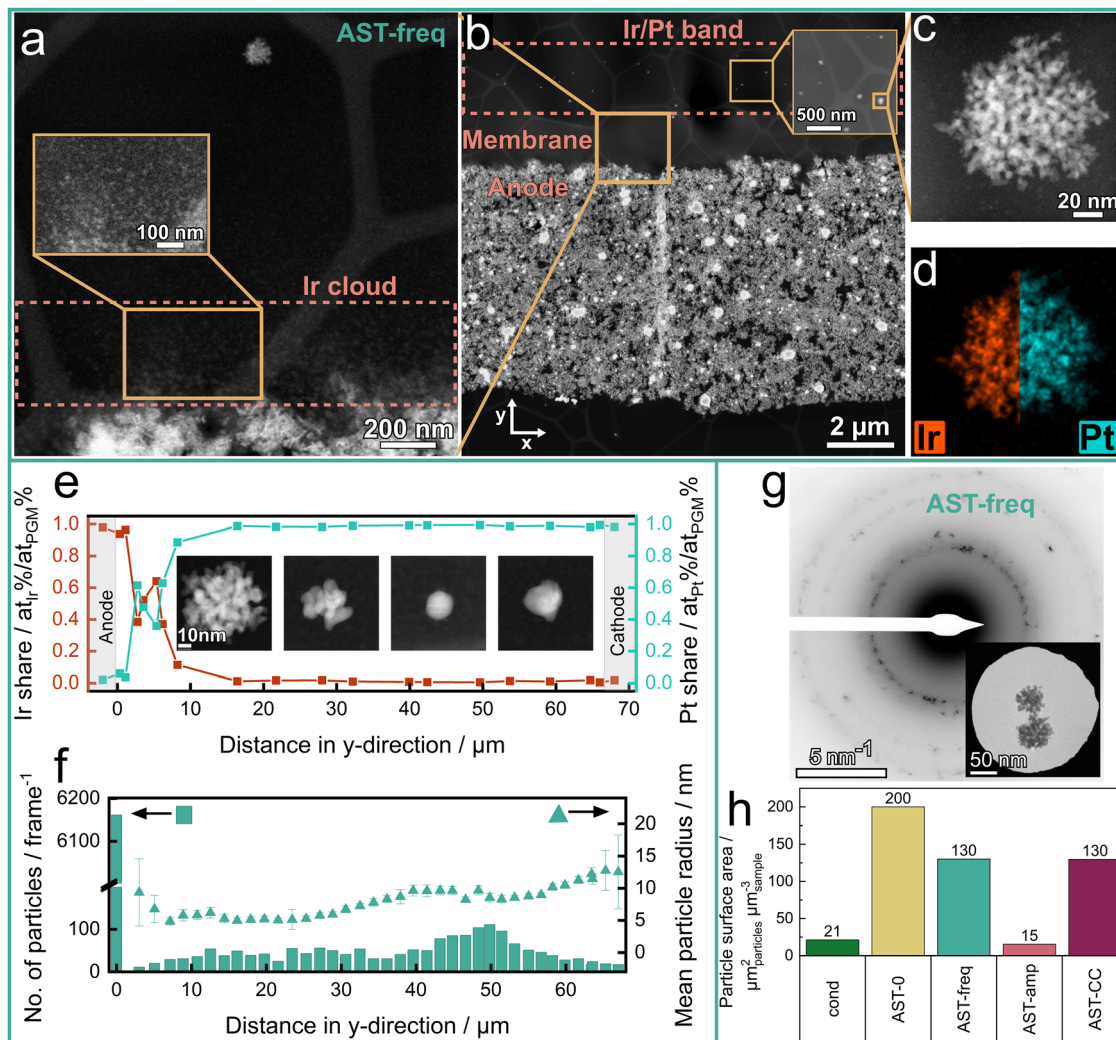 a
AST-freq
100 nm
Ir cloud
200 nm
b
Ir/Pt band
500 nm
Membrane
Anode
y
x
2 µm
c
20 nm
d
Ir
Pt
e
Ir share / at_Ir%/at_PGM%
1.0
0.8
0.6
0.4
0.2
0.0
Anode
10nm
Cathode
1.0
0.8
0.6
0.4
0.2
0.0
Pt share / at_Pt%/at_PGM%
0 10 20 30 40 50 60 70
Distance in y-direction / µm
f
No. of particles / frame⁻¹
6200
6100
100
0
20
10
0
Mean particle radius / nm
0 10 20 30 40 50 60
Distance in y-direction / µm
g
AST-freq
5 nm⁻¹
50 nm
h
Particle surface area /
µm²_particles µm⁻³_sample
200
150
100
50
0
21
200
130
15
130
cond
AST-0
AST-freq
AST-amp
AST-CC